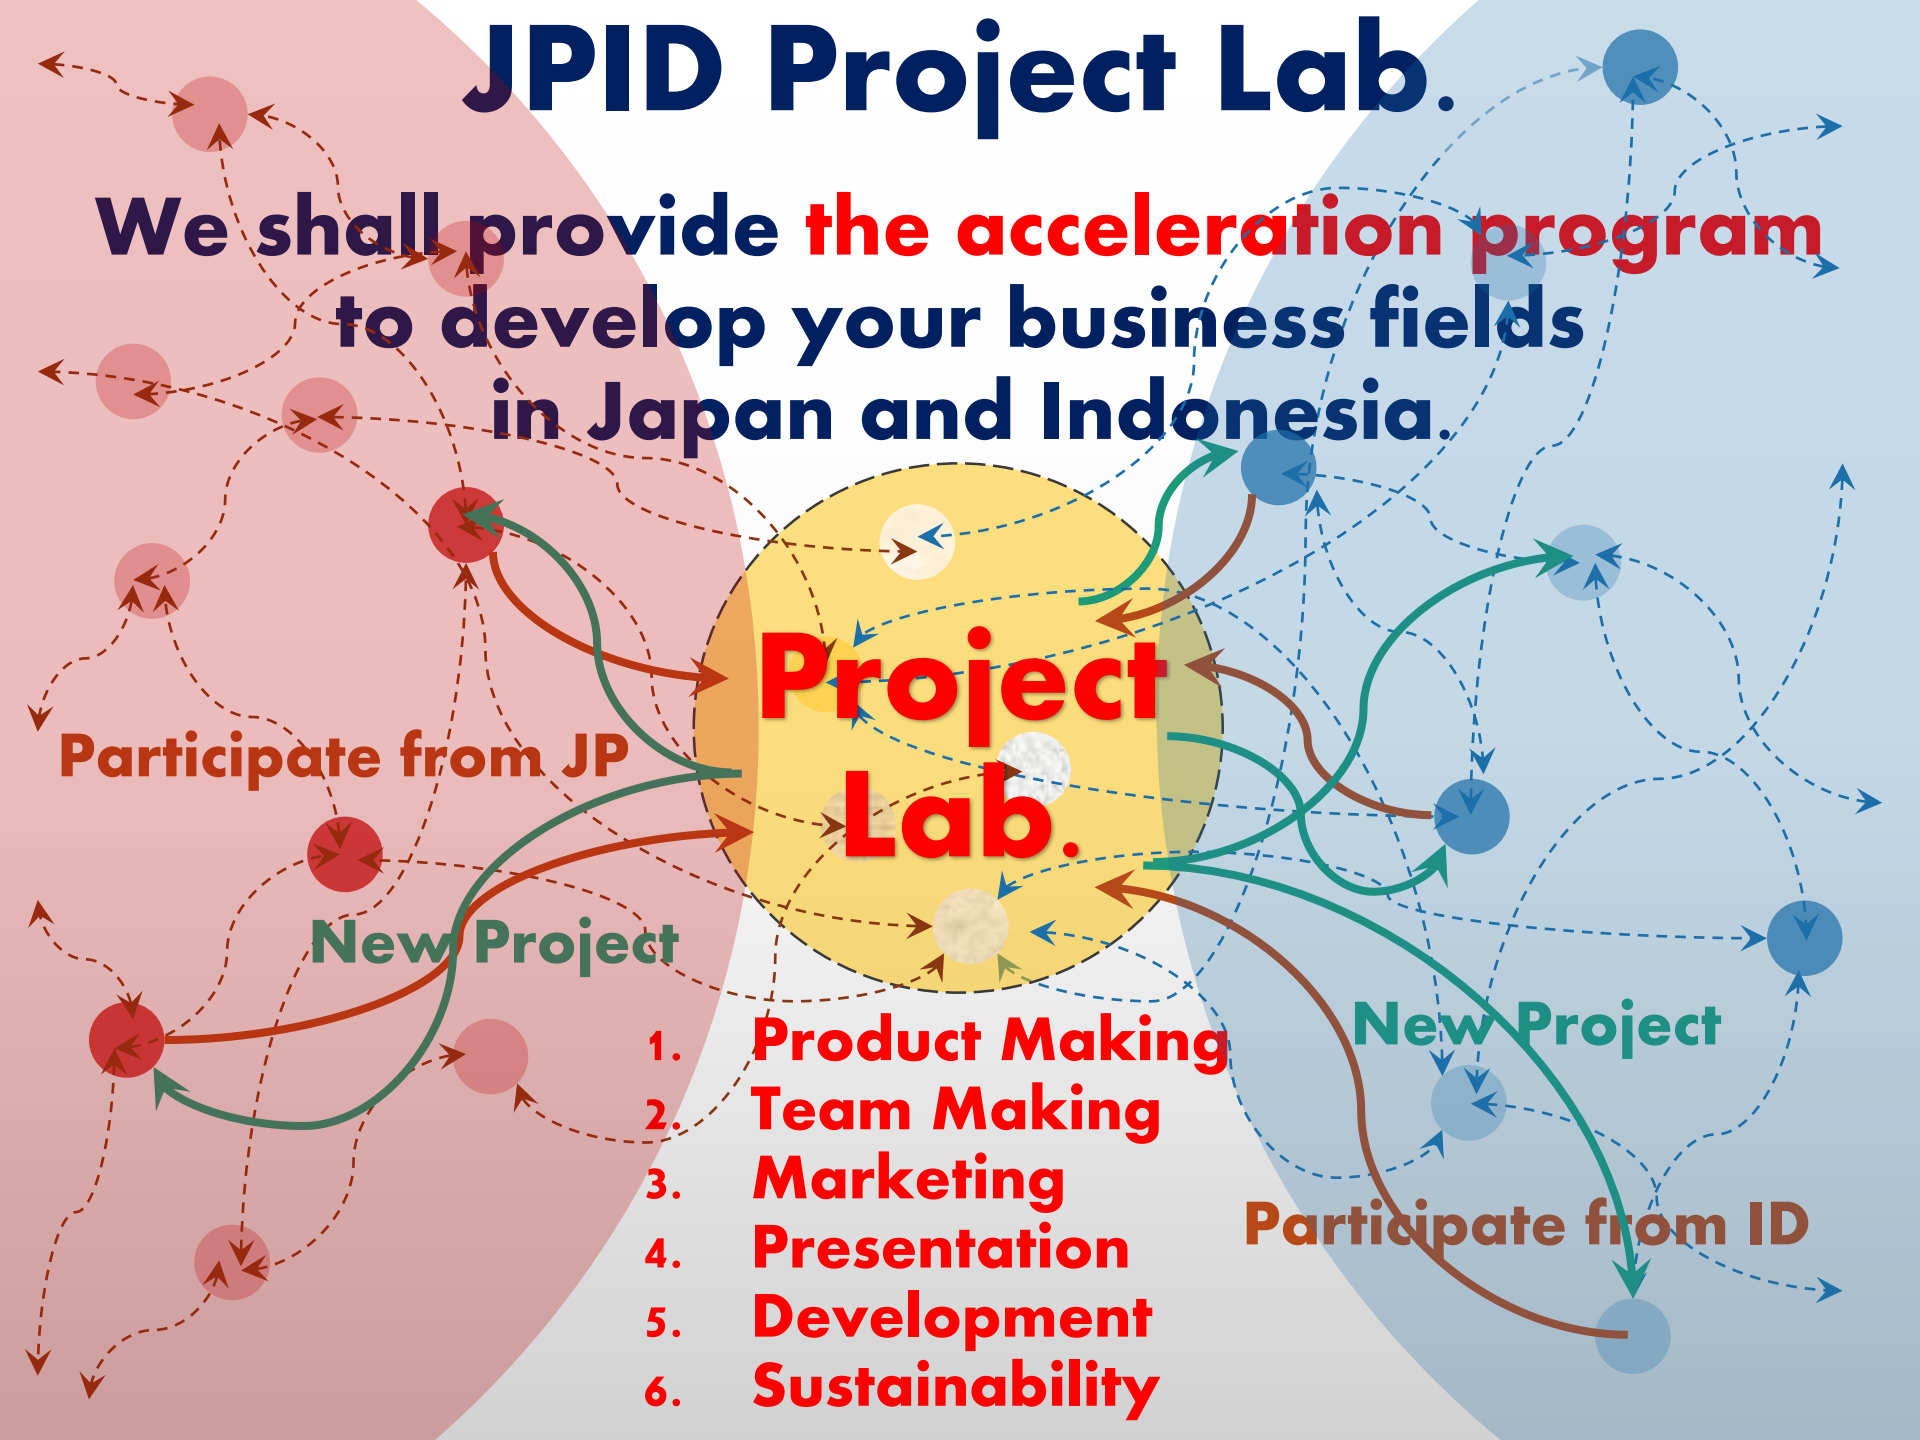 JPID Project Lab.
We shall provide the acceleration program
to develop your business fields
in Japan and Indonesia.
Project
Lab.
Participate from JP
New Project
New Project
Participate from ID
1. Product Making
2. Team Making
3. Marketing
4. Presentation
5. Development
6. Sustainability